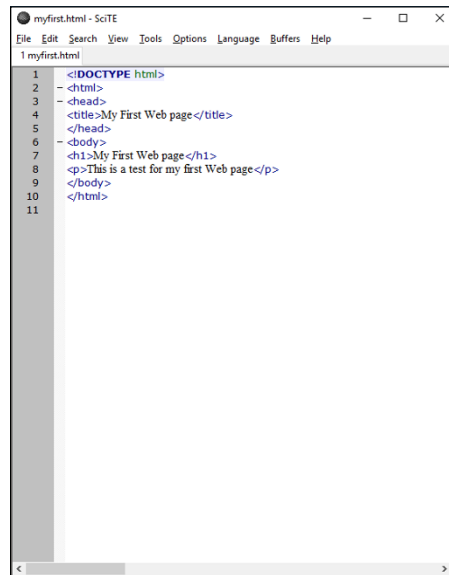 myfirst.html - SciTE
File Edit Search View Tools Options Language Buffers Help
1 myfirst.html
1 <!DOCTYPE html>
2 <html>
3 <head>
4 <title>My First Web page</title>
5 </head>
6 <body>
7 <h1>My First Web page</h1>
8 <p>This is a test for my first Web page</p>
9 </body>
10 </html>
11